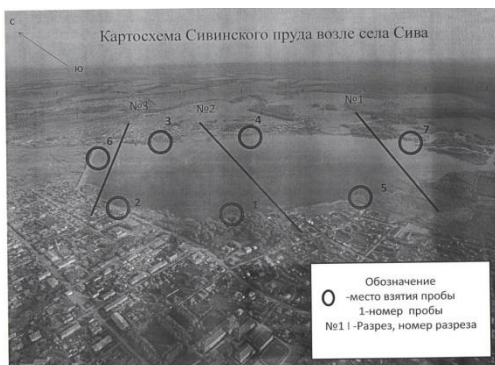 С
Ю
Картосхема Сивинского пруда возле села Сива
№3
№2
№1
6
3
4
7
2
1
5
Обозначение
-место взятия пробы
1-номер пробы
№1 I -Разрез, номер разреза